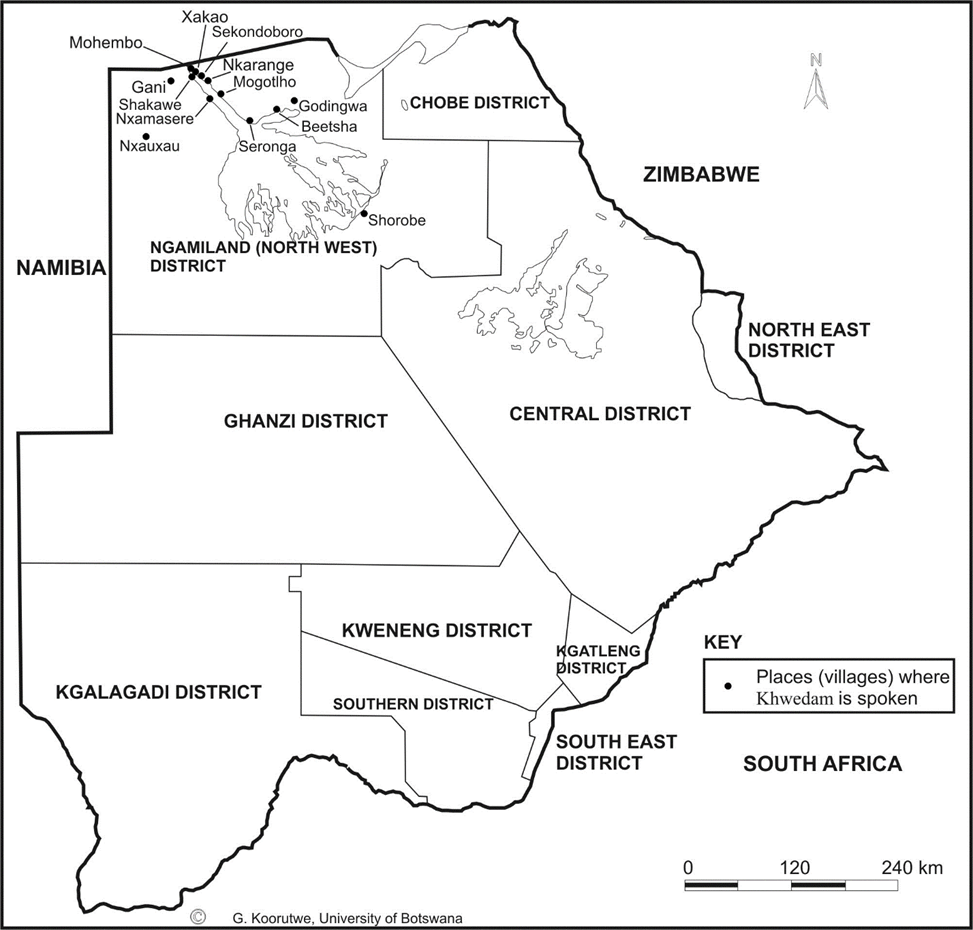 Xakao
Mohembo
Sekondoboro
Nkarange
Gani
Mogotlho
Shakawe
Nxamasere
Godingwa
Beetsha
Nxauxau
Seronga
Shorobe
N
CHOBE DISTRICT
ZIMBABWE
NAMIBIA
NGAMILAND (NORTH WEST)
DISTRICT
NORTH EAST
DISTRICT
GHANZI DISTRICT
CENTRAL DISTRICT
KWENENG DISTRICT
KGATLENG
DISTRICT
KGALAGADI DISTRICT
SOUTHERN DISTRICT
SOUTH EAST
DISTRICT
KEY
Places (villages) where
Khwedam is spoken
SOUTH AFRICA
0 120 240 km
© G. Koorutwe, University of Botswana